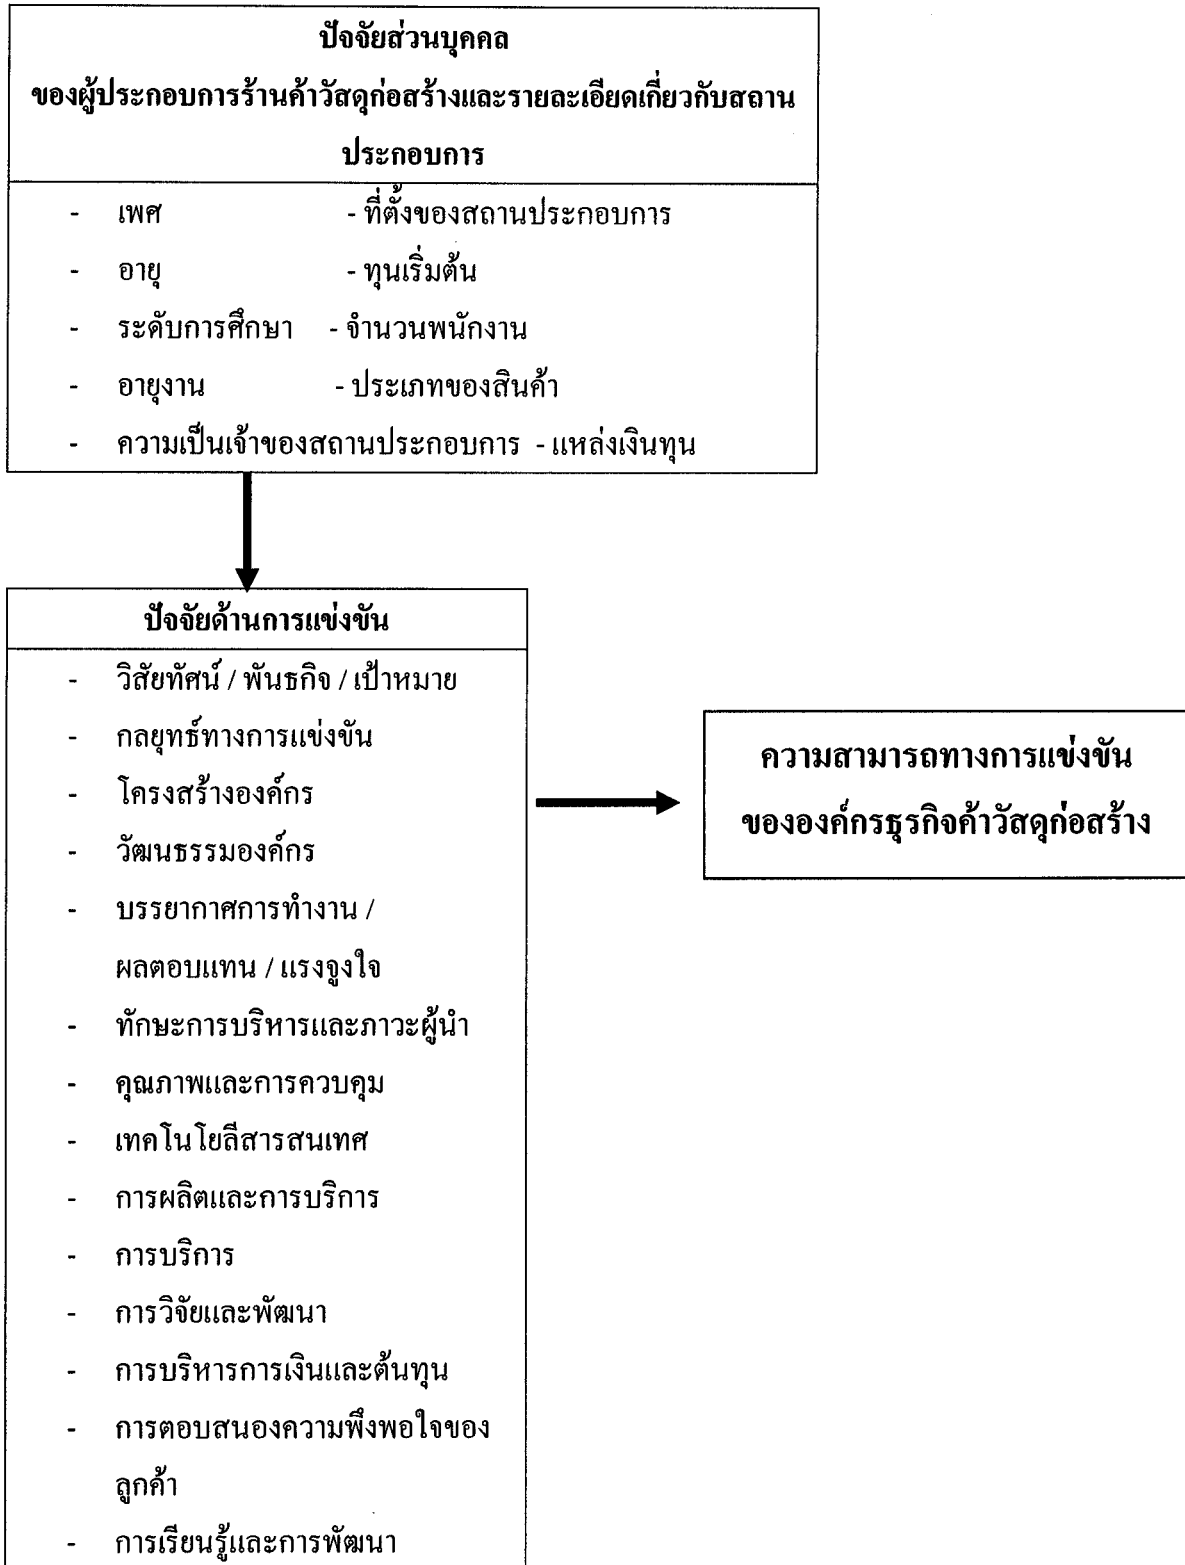 ปัจจัยส่วนบุคคล
ของผู้ประกอบการร้านค้าวัสดุก่อสร้างและรายละเอียดเกี่ยวกับสถาน
ประกอบการ
- เพศ - ที่ตั้งของสถานประกอบการ
- อายุ - ทุนเริ่มต้น
- ระดับการศึกษา - จำนวนพนักงาน
- อายุงาน - ประเภทของสินค้า
- ความเป็นเจ้าของสถานประกอบการ - แหล่งเงินทุน
ปัจจัยด้านการแข่งขัน
- วิสัยทัศน์ / พันธกิจ / เป้าหมาย
- กลยุทธ์ทางการแข่งขัน
- โครงสร้างองค์กร
- วัฒนธรรมองค์กร
- บรรยากาศการทำงาน /
ผลตอบแทน / แรงจูงใจ
- ทักษะการบริหารและภาวะผู้นำ
- คุณภาพและการควบคุม
- เทคโนโยลีสารสนเทศ
- การผลิตและการบริการ
- การบริการ
- การวิจัยและพัฒนา
- การบริหารการเงินและต้นทุน
- การตอบสนองความพึงพอใจของ
ลูกค้า
- การเรียนรู้และการพัฒนา
ความสามารถทางการแข่งขัน
ขององค์กรธุรกิจค้าวัสดุก่อสร้าง